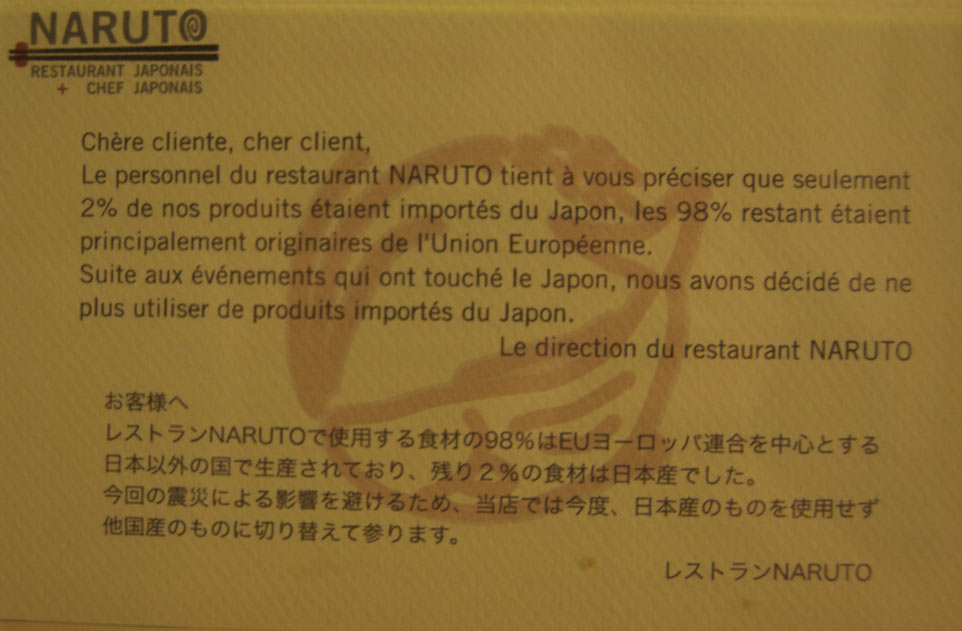 NARUTO
RESTAURANT JAPONAIS
+ CHEF JAPONAIS
Chère cliente, cher client,
Le personnel du restaurant NARUTO tient à vous préciser que seulement
2% de nos produits étaient importés du Japon, les 98% restant étaient
principalement originaires de l'Union Européenne.
Suite aux événements qui ont touché le Japon, nous avons décidé de ne
plus utiliser de produits importés du Japon.
Le direction du restaurant NARUTO
お客様へ
レストランNARUTOで使用する食材の98%はEUヨーロッパ連合を中心とする
日本以外の国で生産されており、残り２%の食材は日本産でした。
今回の震災による影響を避けるため、当店では今度、日本産のものを使用せず
他国産のものに切り替えて参ります。
レストランNARUTO